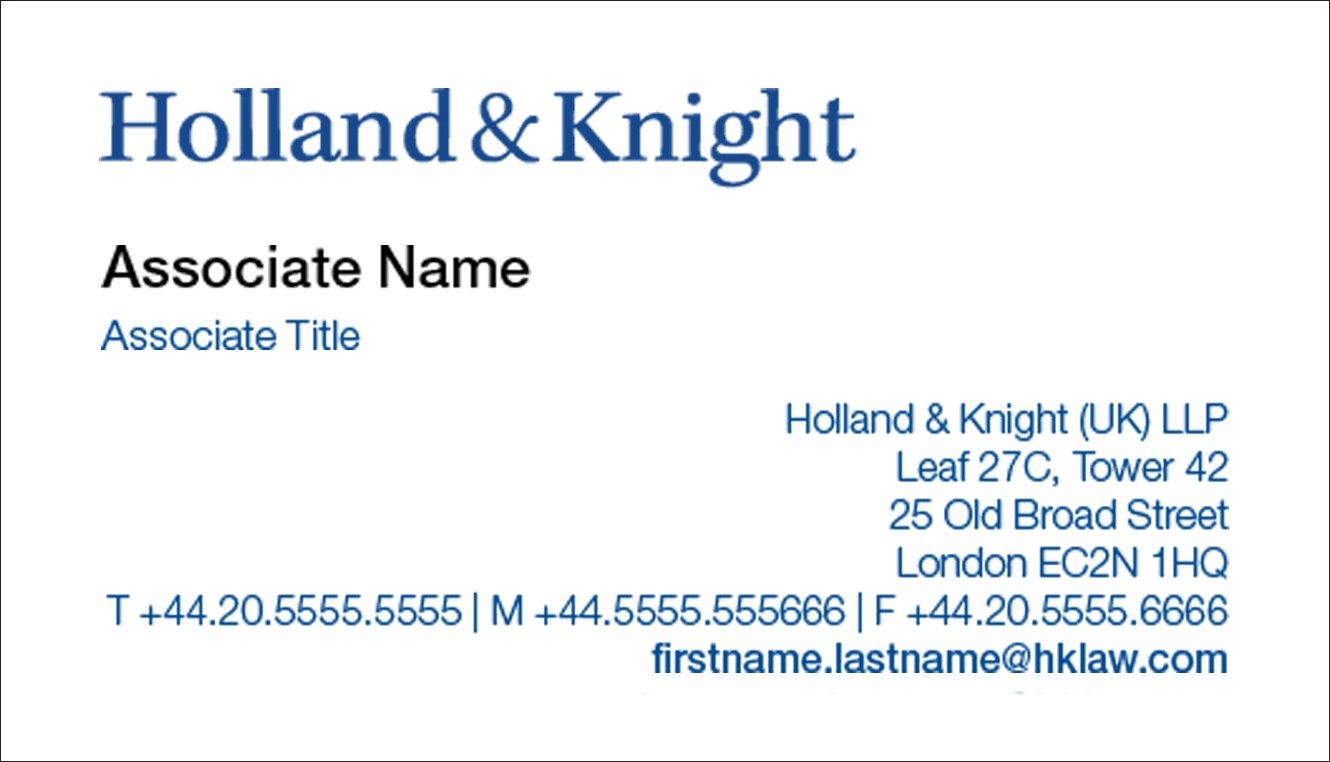 Holland & Knight
Associate Name
Associate Title
Holland & Knight (UK) LLP
Leaf 27C, Tower 42
25 Old Broad Street
London EC2N 1HQ
T +44.20.5555.5555 | M +44.5555.555666 | F +44.20.5555.6666
firstname.lastname@hklaw.com